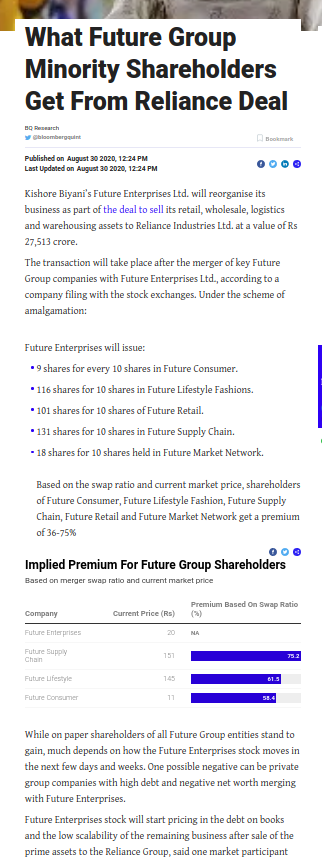 What Future Group
Minority Shareholders
Get From Reliance Deal
BQ Research
@bloombergquint
Bookmark
Published on August 30 2020, 12:24 PM
Last Updated on August 30 2020, 12:24 PM
Kishore Biyani's Future Enterprises Ltd. will reorganise its
business as part of the deal to sell its retail, wholesale, logistics
and warehousing assets to Reliance Industries Ltd. at a value of Rs
27,513 crore.
The transaction will take place after the merger of key Future
Group companies with Future Enterprises Ltd., according to a
company filing with the stock exchanges. Under the scheme of
amalgamation:
Future Enterprises will issue:
• 9 shares for every 10 shares in Future Consumer.
• 116 shares for 10 shares in Future Lifestyle Fashions.
• 101 shares for 10 shares of Future Retail.
• 131 shares for 10 shares in Future Supply Chain.
• 18 shares for 10 shares held in Future Market Network.
Based on the swap ratio and current market price, shareholders
of Future Consumer, Future Lifestyle Fashion, Future Supply
Chain, Future Retail and Future Market Network get a premium
of 36-75%
Implied Premium For Future Group Shareholders
Based on merger swap ratio and current market price
Company Current Price (Rs) Premium Based On Swap Ratio
(%)
Future Enterprises 20 NA
Future Supply
Chain 151 75.2
Future Lifestyle 145 61.5
Future Consumer 11 58.4
While on paper shareholders of all Future Group entities stand to
gain, much depends on how the Future Enterprises stock moves in
the next few days and weeks. One possible negative can be private
group companies with high debt and negative net worth merging
with Future Enterprises.
Future Enterprises stock will start pricing in the debt on books
and the low scalability of the remaining business after sale of the
prime assets to the Reliance Group, said one market participant